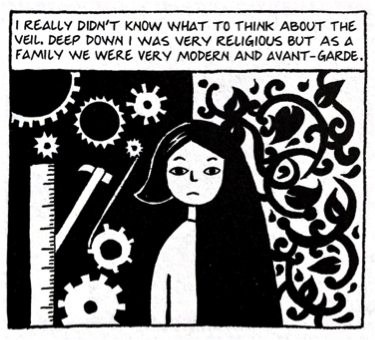 I REALLY DIDN'T KNOW WHAT TO THINK ABOUT THE
VEIL. DEEP DOWN I WAS VERY RELIGIOUS BUT AS A
FAMILY WE WERE VERY MODERN AND AVANT-GARDE.